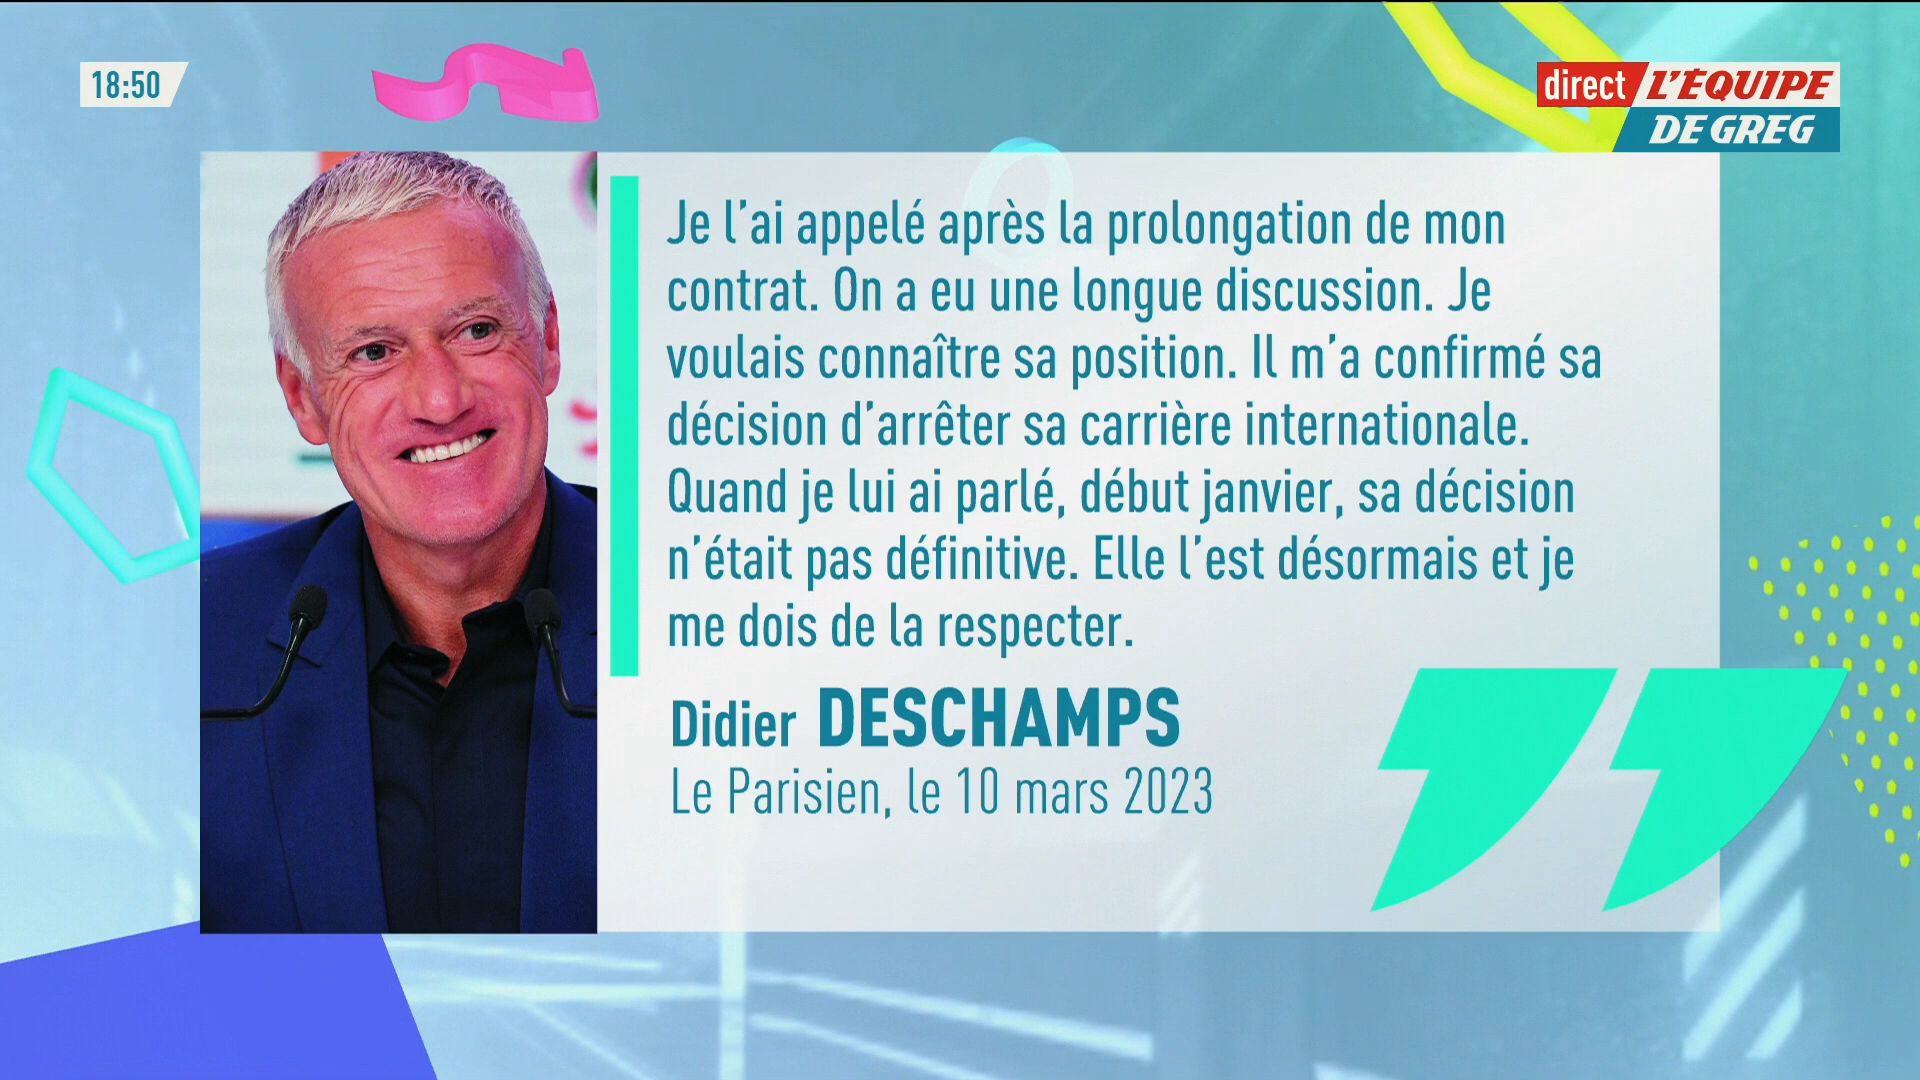 18:50
direct L'ÉQUIPE
DE GREG
Je l'ai appelé après la prolongation de mon
contrat. On a eu une longue discussion. Je
voulais connaître sa position. Il m'a confirmé sa
décision d'arrêter sa carrière internationale.
Quand je lui ai parlé, début janvier, sa décision
n'était pas définitive. Elle l'est désormais et je
me dois de la respecter.
Didier DESCHAMPS
Le Parisien, le 10 mars 2023